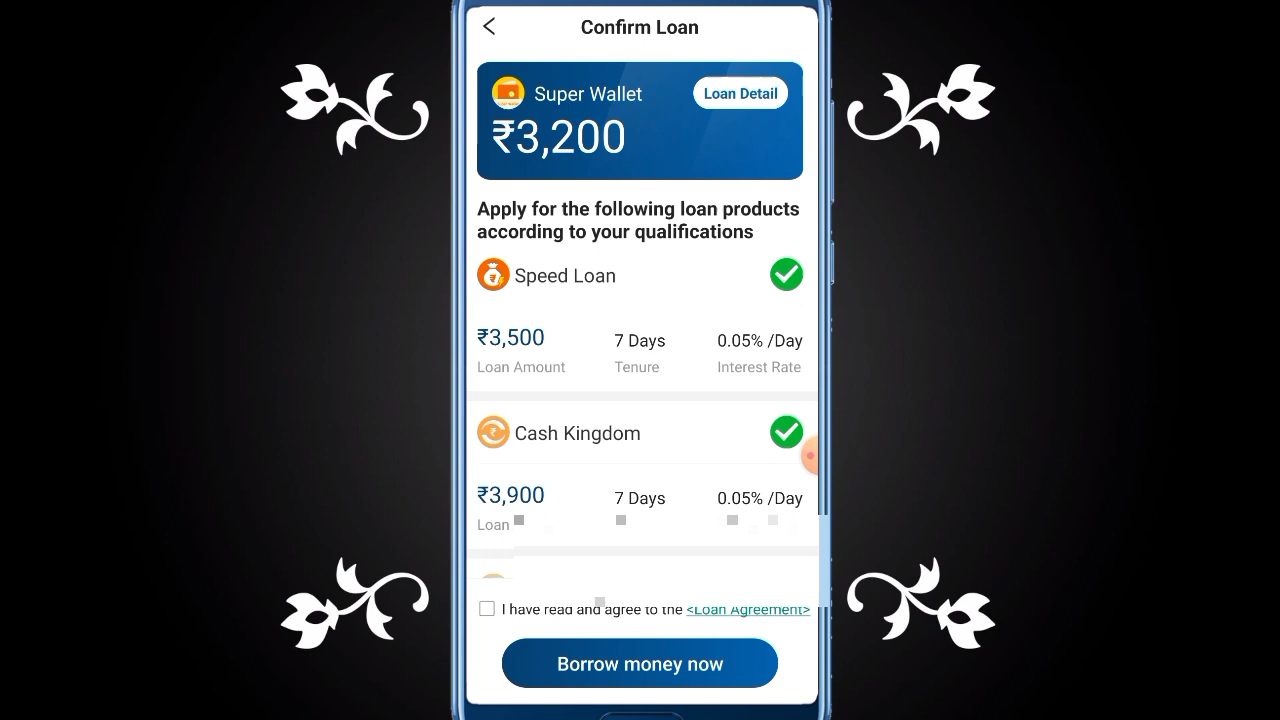 Confirm Loan
Super Wallet
Loan Detail
₹3,200
Apply for the following loan products
according to your qualifications
Speed Loan
₹3,500 7 Days 0.05% /Day
Loan Amount Tenure Interest Rate
Cash Kingdom
₹3,900 7 Days 0.05% /Day
Loan
I have read and agree to the <Loan Agreement>
Borrow money now